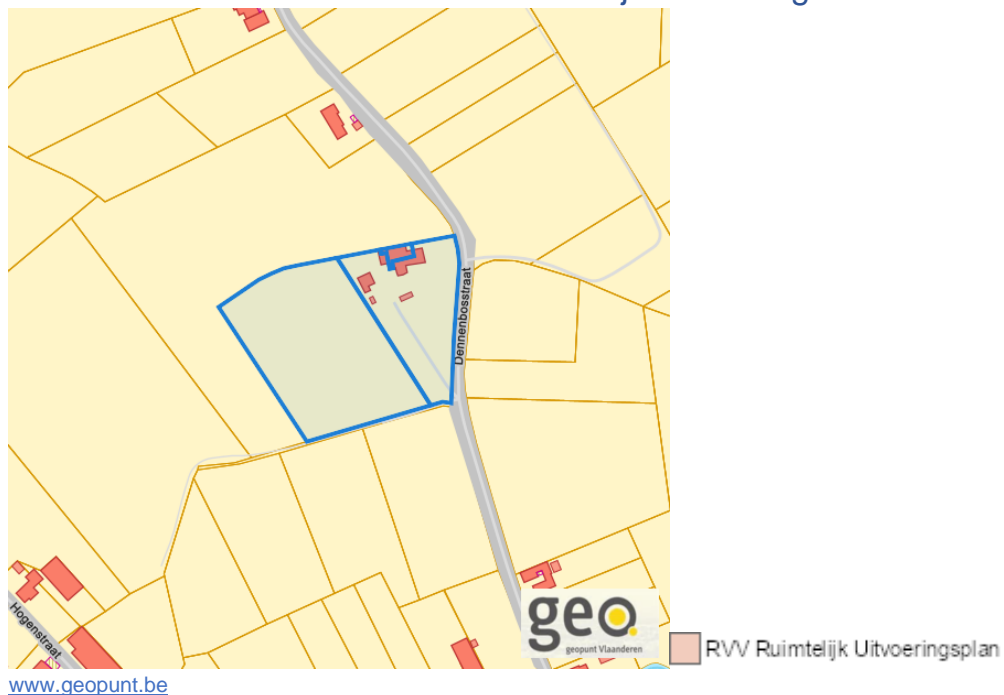 Dennenbosstraat
Hogenstraat
geo.
geopunt Vlaanderen
RVV Ruimtelijk Uitvoeringsplan
www.geopunt.be